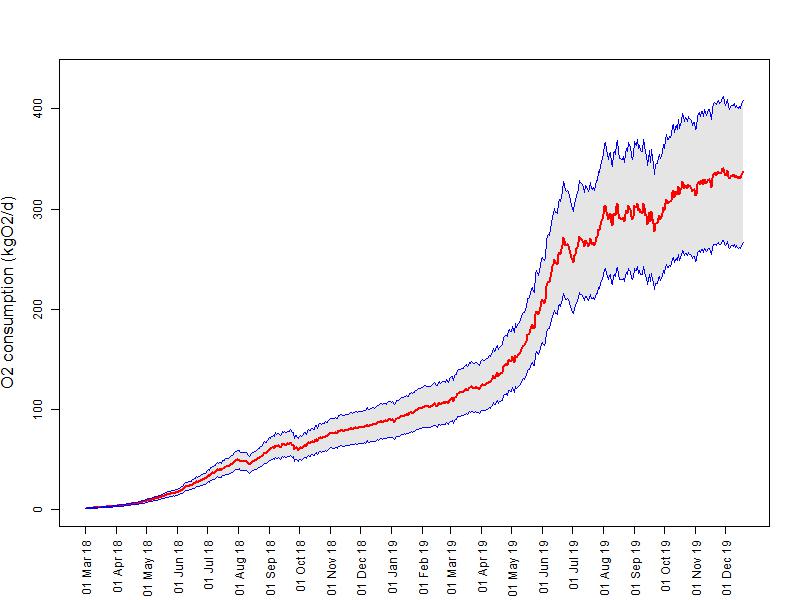 O2 consumption (kgO2/d)
400
300
200
100
0
01 Mar 18
01 Apr 18
01 May 18
01 Jun 18
01 Jul 18
01 Aug 18
01 Sep 18
01 Oct 18
01 Nov 18
01 Dec 18
01 Jan 19
01 Feb 19
01 Mar 19
01 Apr 19
01 May 19
01 Jun 19
01 Jul 19
01 Aug 19
01 Sep 19
01 Oct 19
01 Nov 19
01 Dec 19